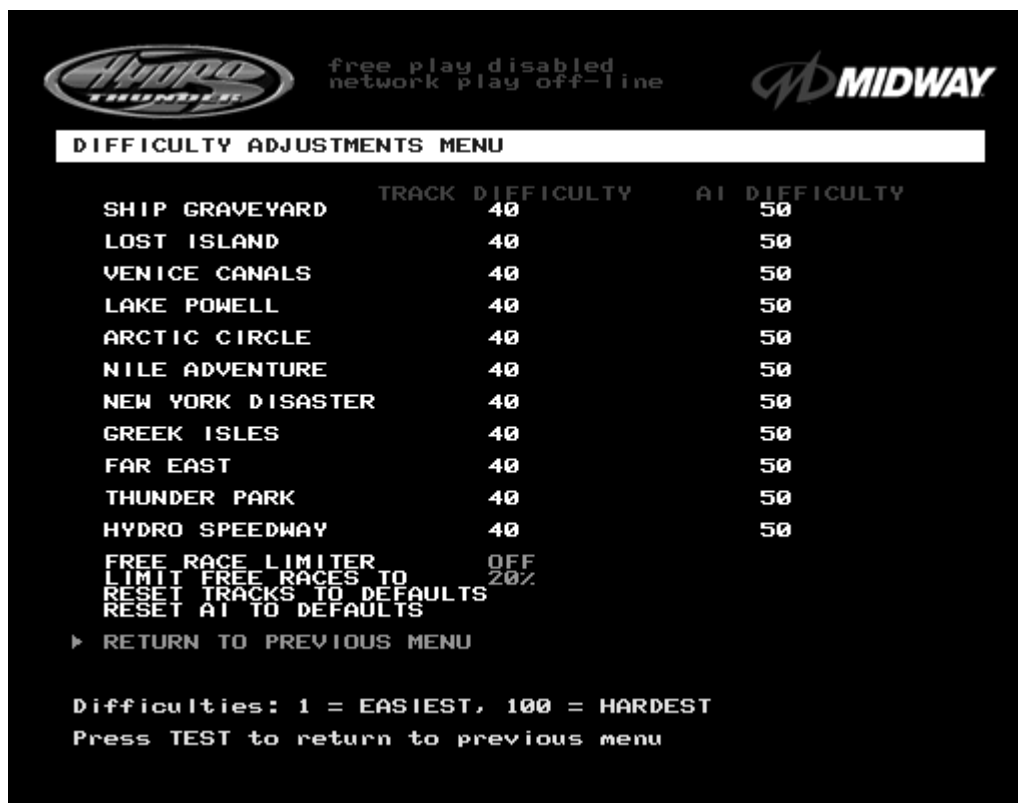 HYDRO THUNDER
free play disabled
network play off-line
MIDWAY
DIFFICULTY ADJUSTMENTS MENU
TRACK DIFFICULTY AI DIFFICULTY
SHIP GRAVEYARD 40 50
LOST ISLAND 40 50
VENICE CANALS 40 50
LAKE POWELL 40 50
ARCTIC CIRCLE 40 50
NILE ADVENTURE 40 50
NEW YORK DISASTER 40 50
GREEK ISLES 40 50
FAR EAST 40 50
THUNDER PARK 40 50
HYDRO SPEEDWAY 40 50
FREE RACE LIMITER OFF
LIMIT FREE RACES TO 20%
RESET TRACKS TO DEFAULTS
RESET AI TO DEFAULTS
RETURN TO PREVIOUS MENU
Difficulties: 1 = EASIEST, 100 = HARDEST
Press TEST to return to previous menu